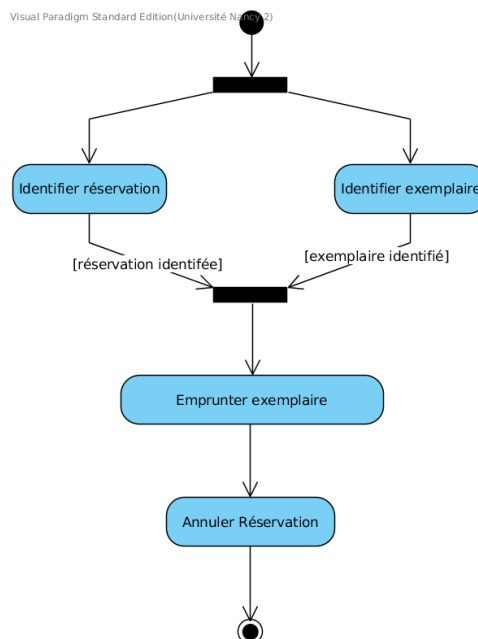 Visual Paradigm Standard Edition(Université Nancy 2)
Identifier réservation
Identifier exemplaire
[réservation identifée]
[exemplaire identifié]
Emprunter exemplaire
Annuler Réservation